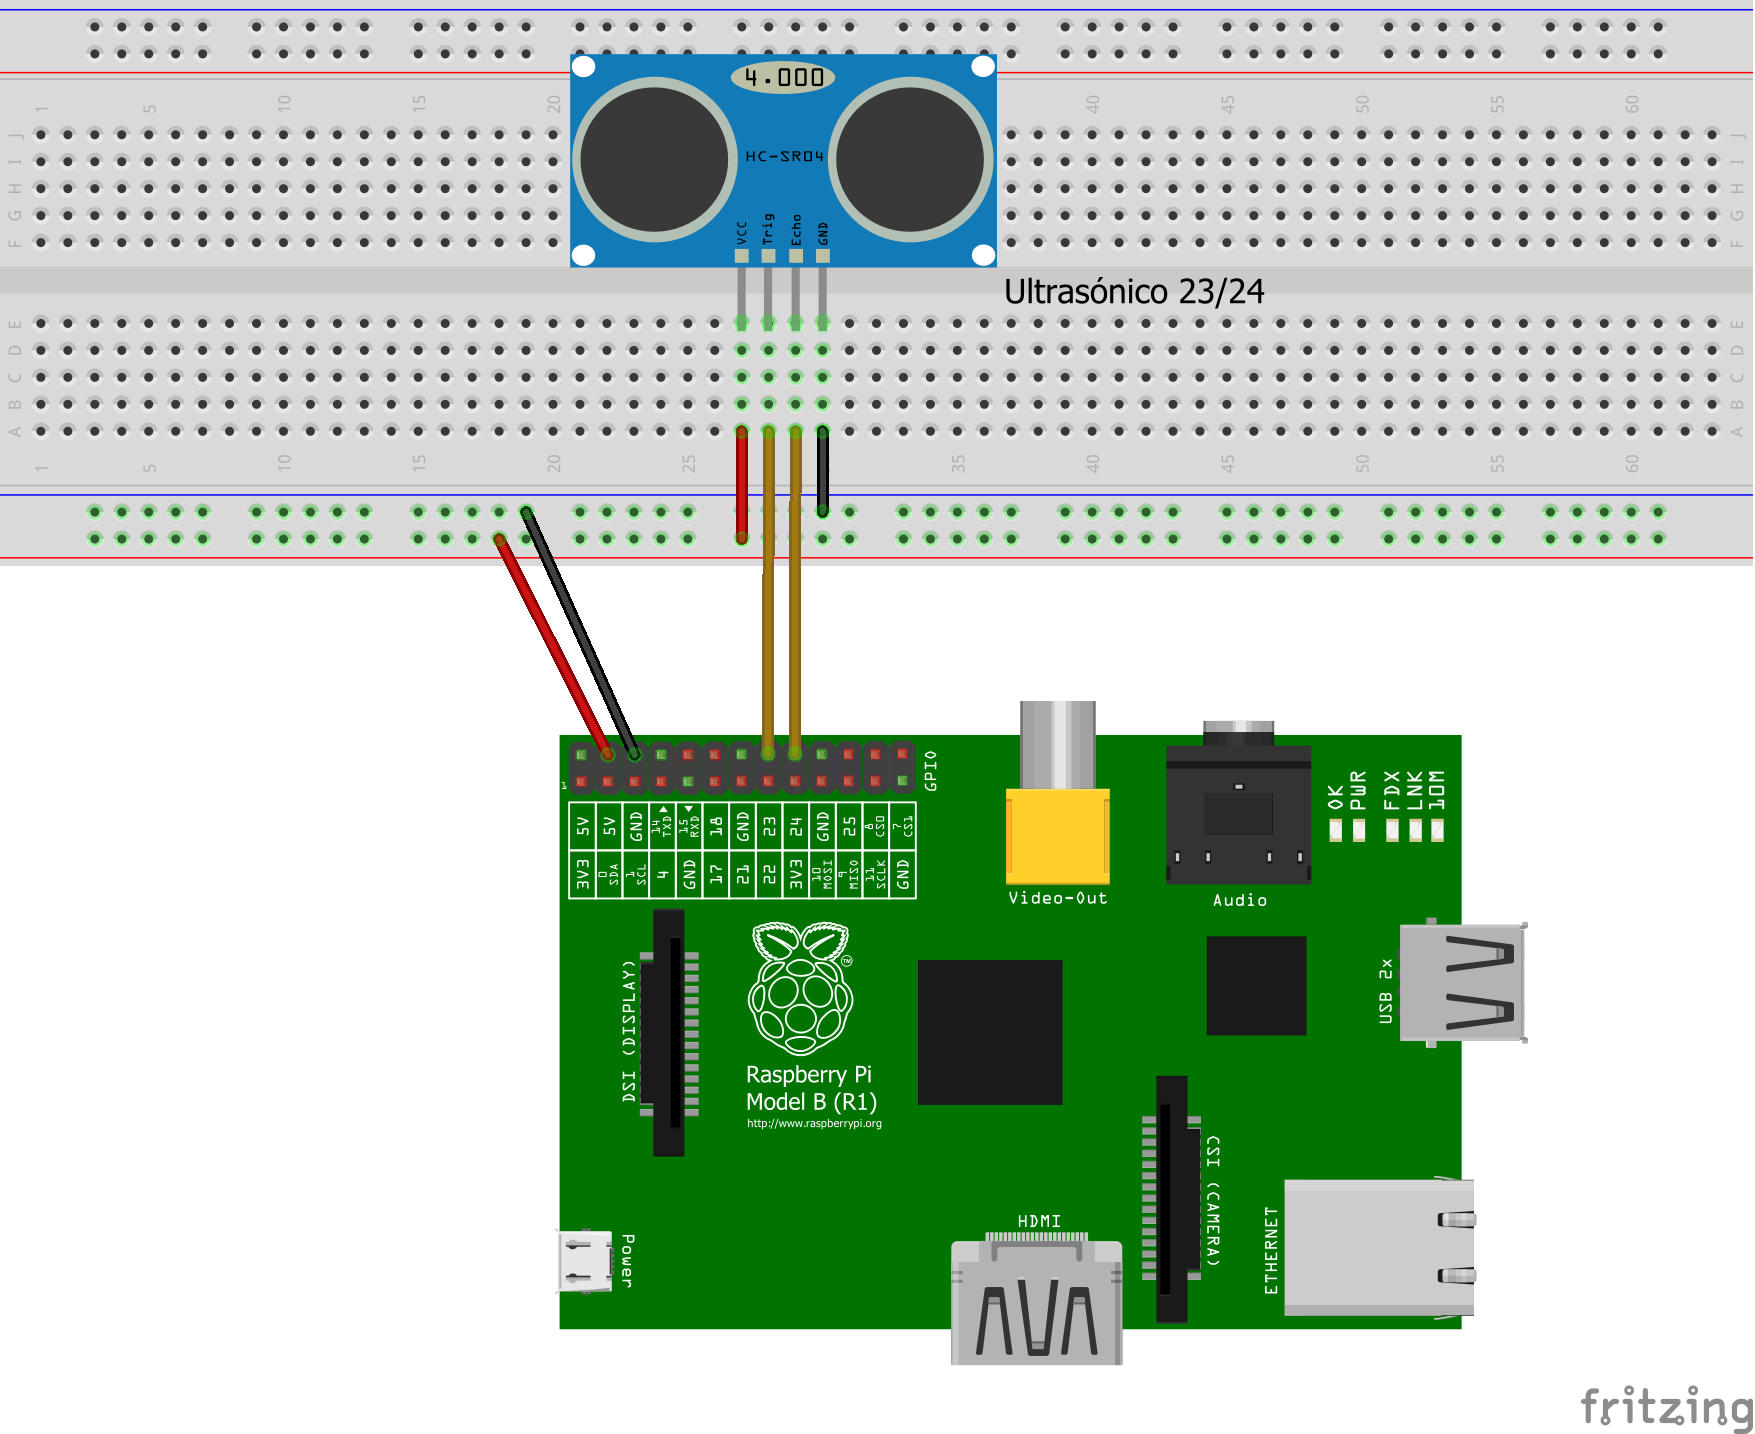 1 5 10 15 20 40 45 50 55 60
J J
I I
H H
G G
F F
4.000
HC-SR04
VCC Trig Echo GND
Ultrasónico 23/24
E E
D D
C C
B B
A A
1 5 10 15 20 25 35 40 45 50 55 60
1
GPIO
5V 5V GND 14 TXD 15 RXD 18 GND 23 24 GND 25 8 CS0 7 CS1
3V3 0 SDA 1 SCL 4 GND 17 21 22 3V3 10 MOSI 9 MISO 11 SCLK GND
OK PWR FDX LNK 10M
Video-Out
Audio
DSI (DISPLAY)
TM
Raspberry Pi
Model B (R1)
http://www.raspberrypi.org
USB 2x
CSI (CAMERA)
HDMI
ETHERNET
Power
fritzing